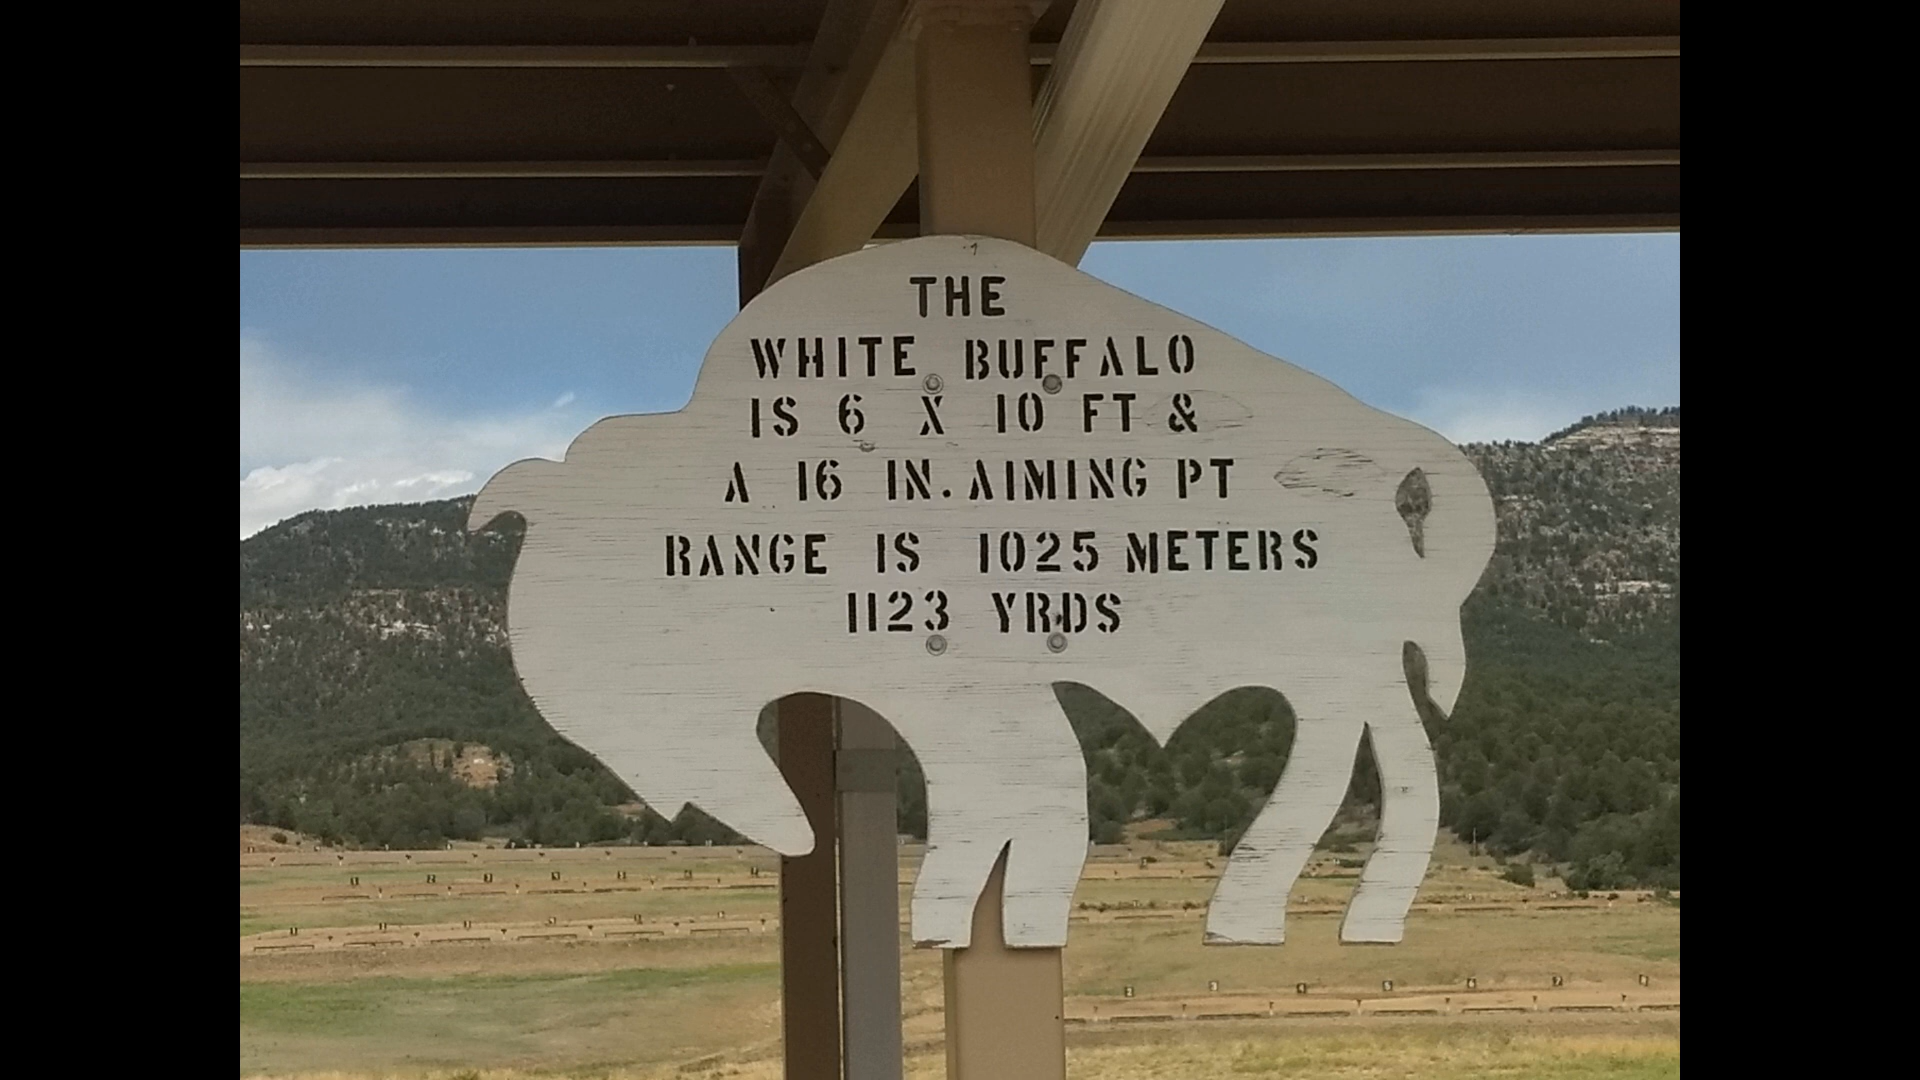 THE
WHITE BUFFALO
IS 6 X 10 FT &
A 16 IN. AIMING PT
RANGE IS 1025 METERS
1123 YRDS